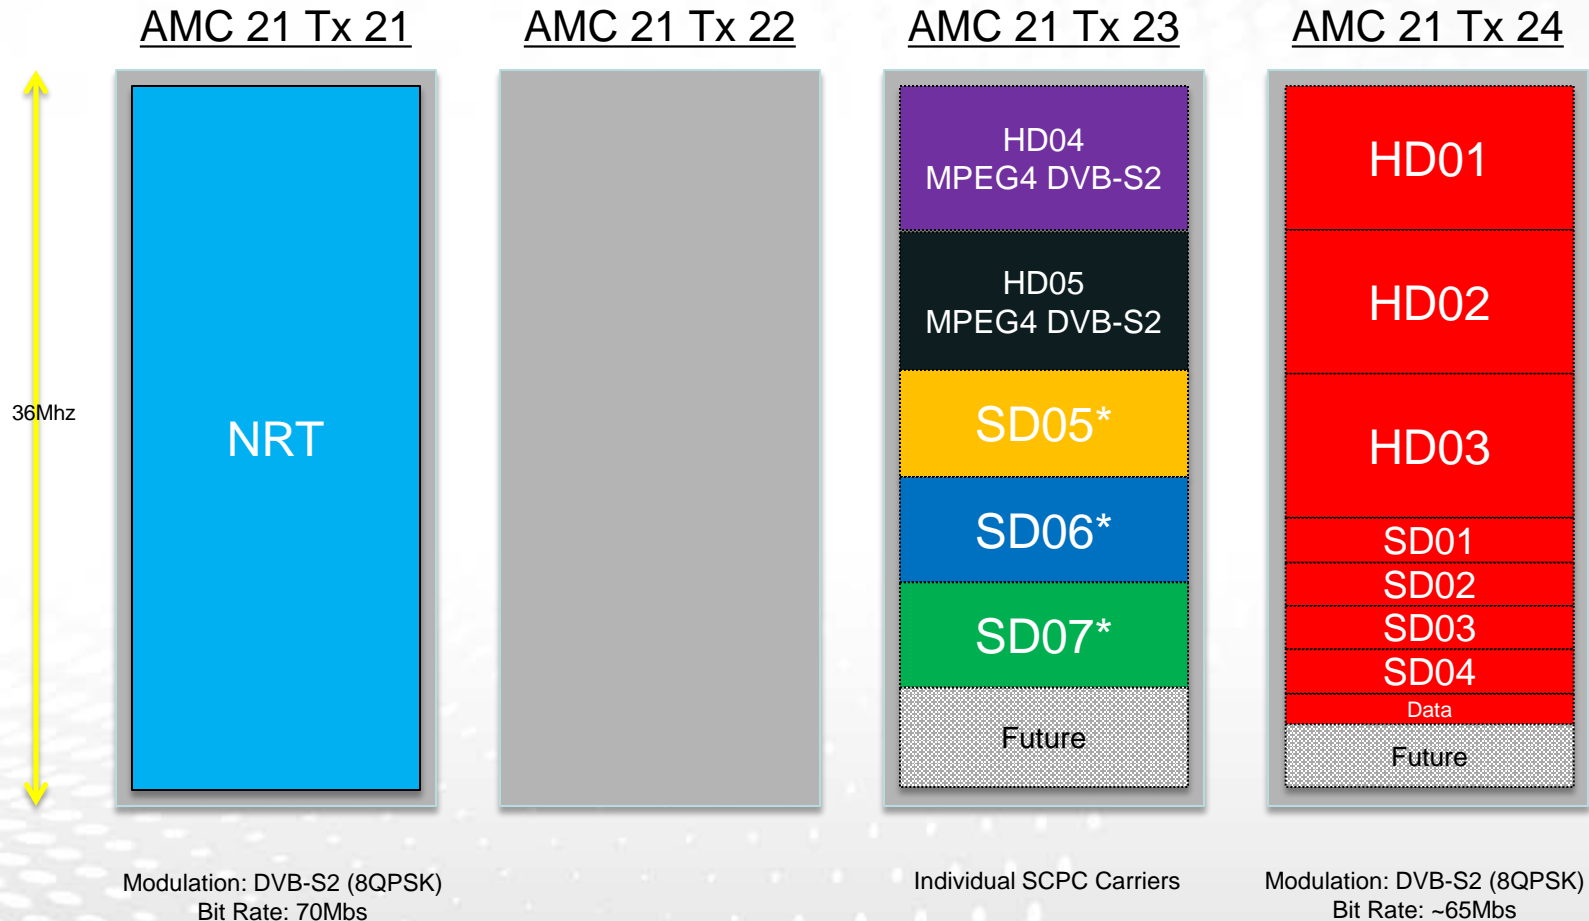 AMC 21 Tx 21
AMC 21 Tx 22
AMC 21 Tx 23
AMC 21 Tx 24
36Mhz
NRT
HD04
MPEG4 DVB-S2
HD05
MPEG4 DVB-S2
SD05*
SD06*
SD07*
Future
HD01
HD02
HD03
SD01
SD02
SD03
SD04
Data
Future
Modulation: DVB-S2 (8QPSK)
Bit Rate: 70Mbs
Individual SCPC Carriers
Modulation: DVB-S2 (8QPSK)
Bit Rate: ~65Mbs